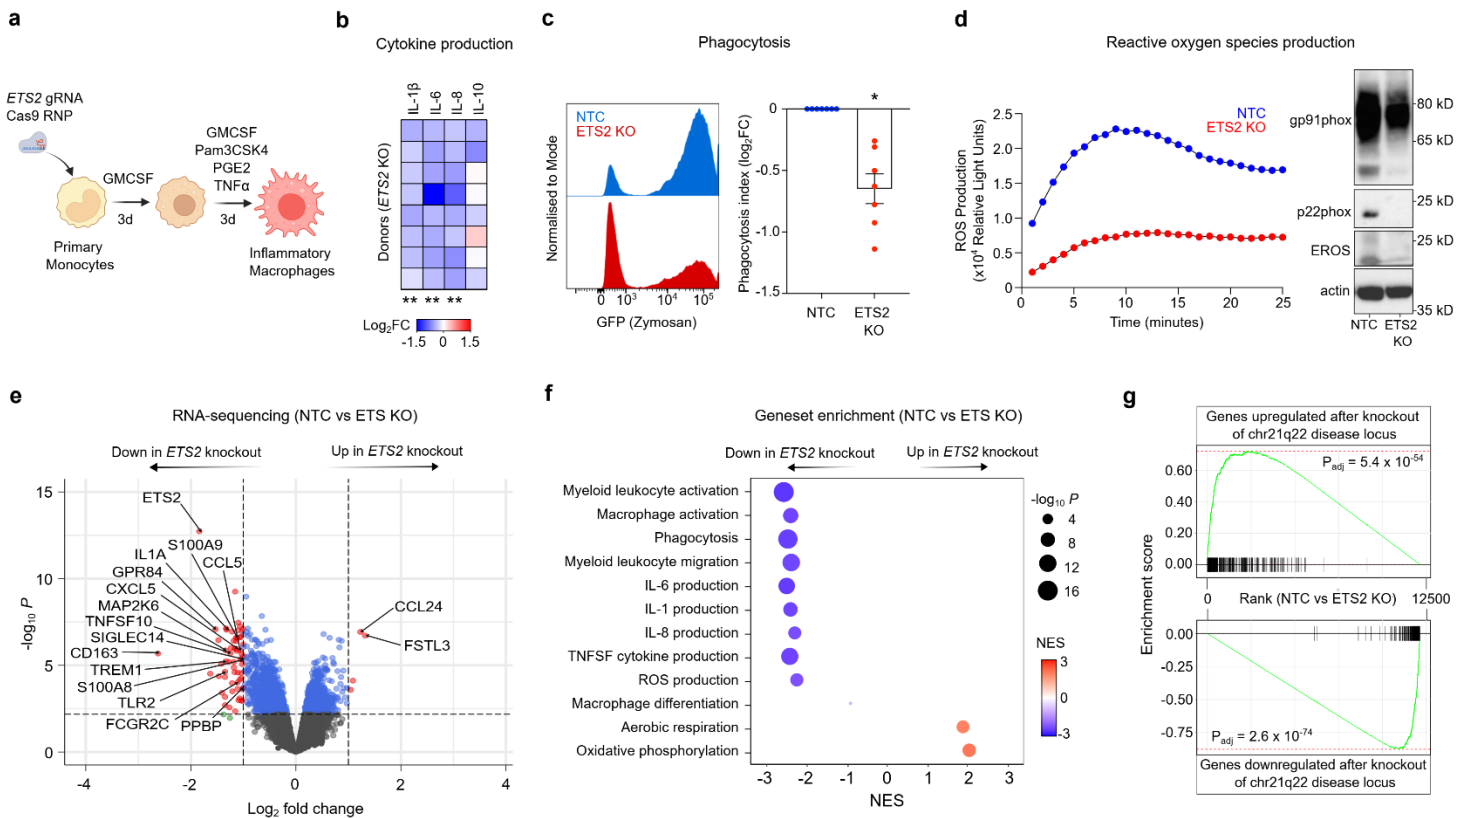 a
ETS2 gRNA
Cas9 RNP
GMCSF
3d
GMCSF
Pam3CSK4
PGE2
TNFα
3d
Primary
Monocytes
Inflammatory
Macrophages
b
Cytokine production
IL-1β
IL-6
IL-8
IL-10
Donors (ETS2 KO)
** ** **
Log2FC
-1.5 0 1.5
c
Phagocytosis
NTC
ETS2 KO
Normalised to Mode
0 10^3 10^4 10^5
GFP (Zymosan)
Phagocytosis index (log2FC)
0
-0.5
-1.0
-1.5
*
NTC
ETS2
KO
d
Reactive oxygen species production
ROS Production
(x10^4 Relative Light Units)
2.5
2.0
1.5
1.0
0.5
0
NTC
ETS2 KO
0 5 10 15 20 25
Time (minutes)
gp91phox
80 kD
65 kD
p22phox
25 kD
EROS
25 kD
actin
35 kD
NTC ETS2
KO
e
RNA-sequencing (NTC vs ETS KO)
Down in ETS2 knockout
Up in ETS2 knockout
-log10 P
15
10
5
0
ETS2
S100A9
IL1A
CCL5
GPR84
CXCL5
MAP2K6
TNFSF10
SIGLEC14
CD163
TREM1
S100A8
TLR2
FCGR2C
PPBP
CCL24
FSTL3
-4 -2 0 2 4
Log2 fold change
f
Geneset enrichment (NTC vs ETS KO)
Down in ETS2 knockout
Up in ETS2 knockout
Myeloid leukocyte activation
Macrophage activation
Phagocytosis
Myeloid leukocyte migration
IL-6 production
IL-1 production
IL-8 production
TNFSF cytokine production
ROS production
Macrophage differentiation
Aerobic respiration
Oxidative phosphorylation
-3 -2 -1 0 1 2 3
NES
-log10 P
4
8
12
16
NES
3
0
-3
g
Genes upregulated after knockout
of chr21q22 disease locus
Padj = 5.4 x 10^-54
0.60
0.40
0.20
0.00
Enrichment score
0 Rank (NTC vs ETS2 KO) 12500
0.00
-0.25
-0.50
-0.75
Padj = 2.6 x 10^-74
Genes downregulated after knockout
of chr21q22 disease locus